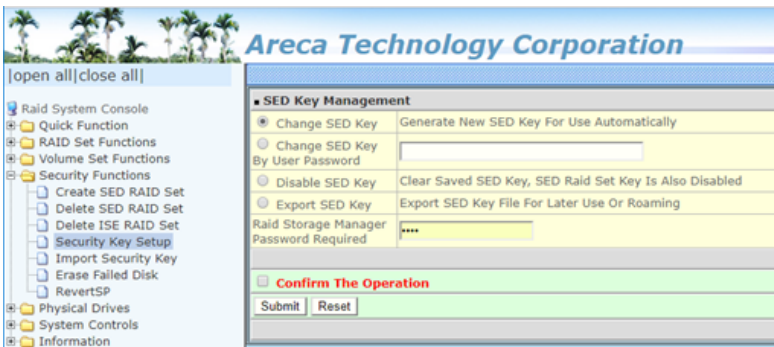 Areca Technology Corporation
|open all|close all|
Raid System Console
Quick Function
RAID Set Functions
Volume Set Functions
Security Functions
Create SED RAID Set
Delete SED RAID Set
Delete ISE RAID Set
Security Key Setup
Import Security Key
Erase Failed Disk
RevertSP
Physical Drives
System Controls
Information
SED Key Management
Change SED Key Generate New SED Key For Use Automatically
Change SED Key
By User Password
Disable SED Key Clear Saved SED Key, SED Raid Set Key Is Also Disabled
Export SED Key Export SED Key File For Later Use Or Roaming
Raid Storage Manager
Password Required ••••
Confirm The Operation
Submit Reset